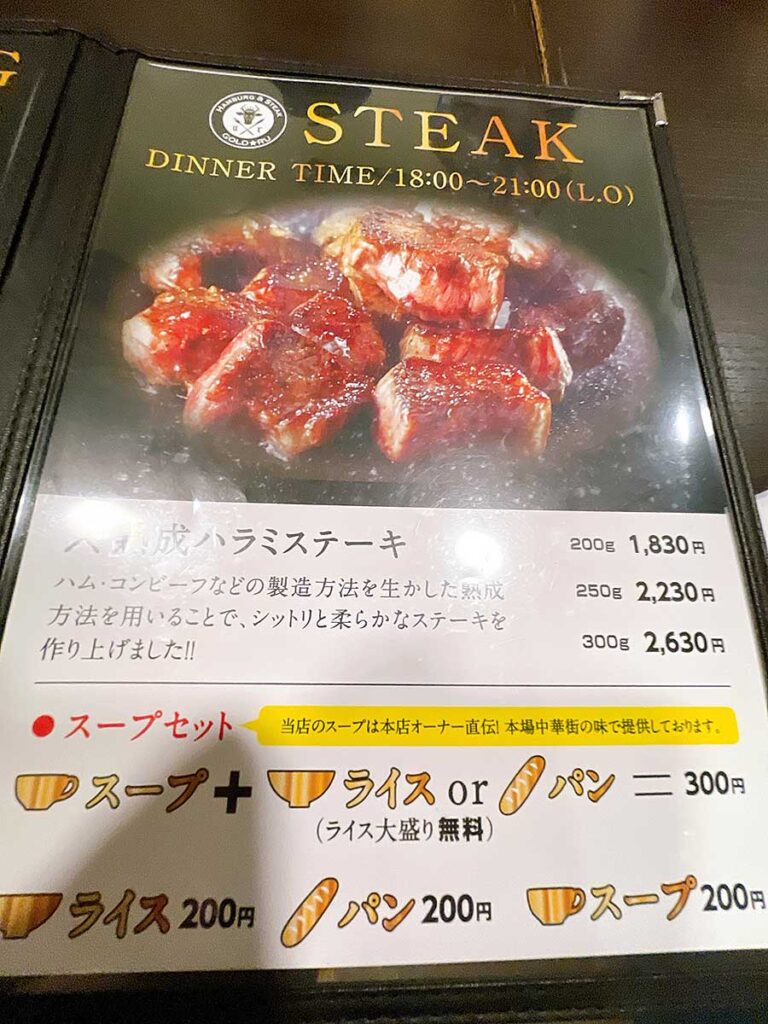 G
HAMBURG & STEAK
GOLD★RU
STEAK
DINNER TIME/18:00～21:00(L.O)
熟成ハラミステーキ
200g 1,830円
250g 2,230円
300g 2,630円
ハム・コンビーフなどの製造方法を生かした熟成
方法を用いることで、シットリと柔らかなステーキを
作り上げました!!
●スープセット
当店のスープは本店オーナー直伝! 本場中華街の味で提供しております。
スープ+ライス or パン = 300円
(ライス大盛り無料)
ライス 200円 パン 200円 スープ 200円